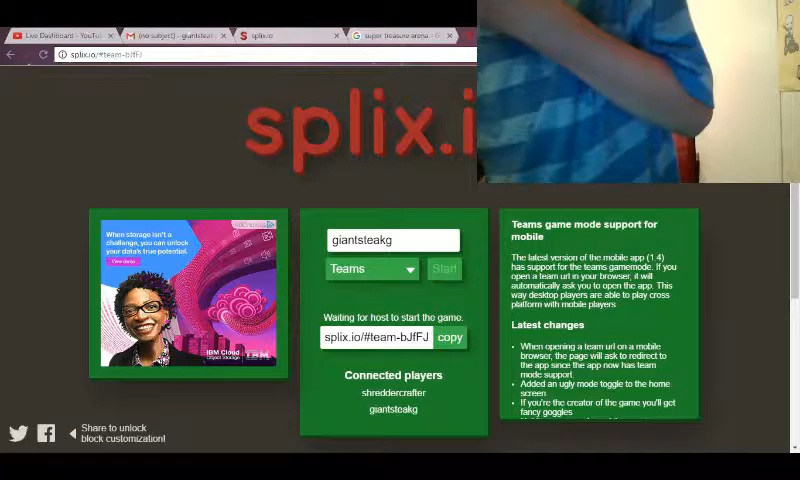 Live Dashboard - YouTu
(no subject) - giantsteak
splix.io
super treasure arena. - G
splix.io/#team-bJfFJ
splix.i
When storage isn't a
challenge, you can unlock
your data's true potential.
View demo
IBM Cloud
Object Storage
IBM
giantsteakg
Teams
Start
Waiting for host to start the game.
splix.io/#team-bJfFJ
copy
Connected players
shreddercrafter
giantsteakg
Teams game mode support for
mobile
The latest version of the mobile app (1.4)
has support for the teams gamemode. If you
open a team url in your browser, it will
automatically ask you to open the app. This
way desktop players are able to play cross
platform with mobile players
Latest changes
When opening a team url on a mobile
browser, the page will ask to redirect to
the app since the app now has team
mode support.
Added an ugly mode toggle to the home
screen
If you're the creator of the game you'll get
fancy goggles
Share to unlock
block customization!